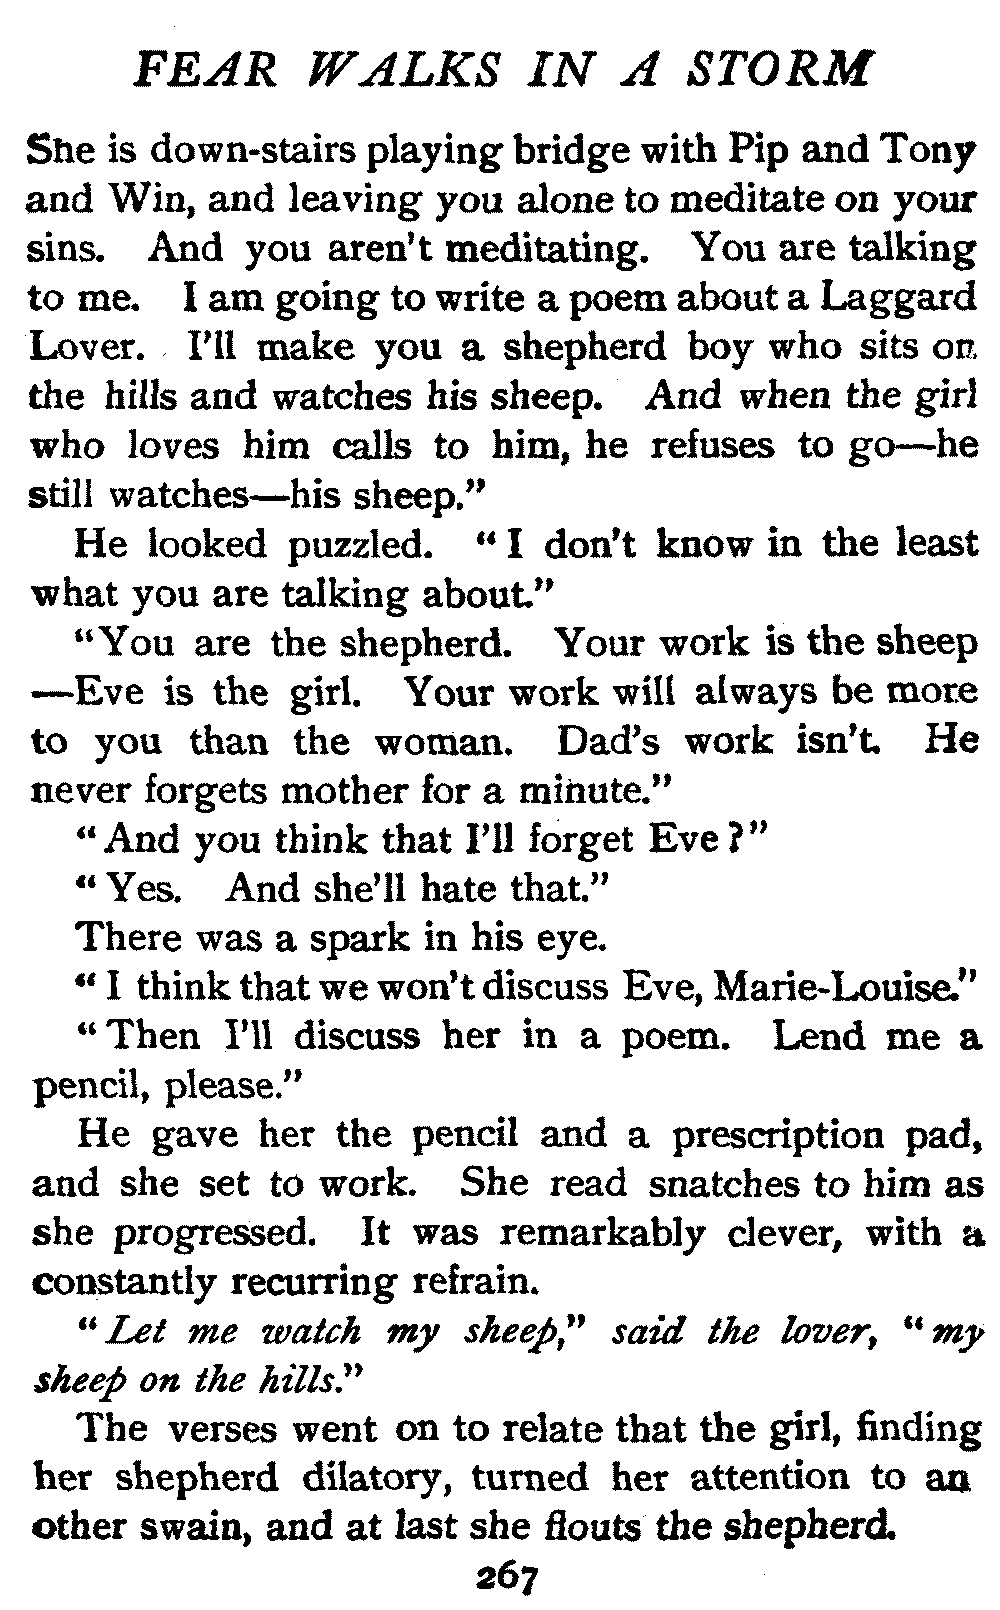 FEAR WALKS IN A STORM
She is down-stairs playing bridge with Pip and Tony
and Win, and leaving you alone to meditate on your
sins. And you aren't meditating. You are talking
to me. I am going to write a poem about a Laggard
Lover. I'll make you a shepherd boy who sits on
the hills and watches his sheep. And when the girl
who loves him calls to him, he refuses to go—he
still watches—his sheep."
He looked puzzled. "I don't know in the least
what you are talking about."
"You are the shepherd. Your work is the sheep
—Eve is the girl. Your work will always be more
to you than the woman. Dad's work isn't. He
never forgets mother for a minute."
"And you think that I'll forget Eve?"
"Yes. And she'll hate that."
There was a spark in his eye.
"I think that we won't discuss Eve, Marie-Louise."
"Then I'll discuss her in a poem. Lend me a
pencil, please."
He gave her the pencil and a prescription pad,
and she set to work. She read snatches to him as
she progressed. It was remarkably clever, with a
constantly recurring refrain.
"Let me watch my sheep," said the lover, "my
sheep on the hills."
The verses went on to relate that the girl, finding
her shepherd dilatory, turned her attention to an
other swain, and at last she flouts the shepherd.
267